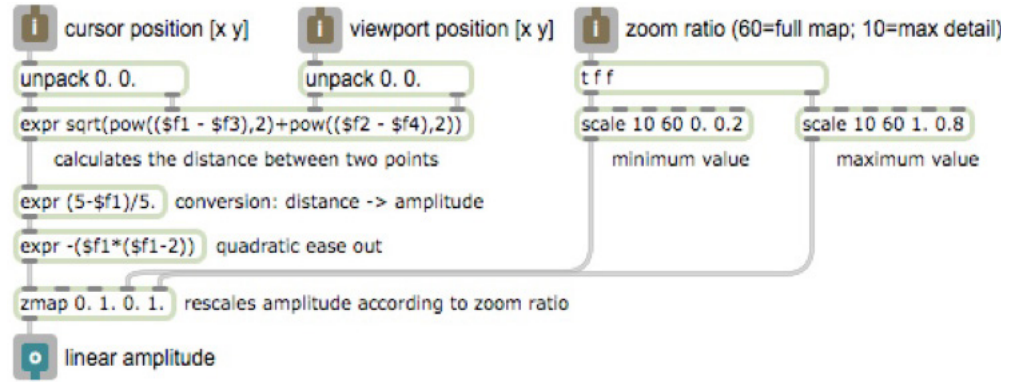 i cursor position [x y] i viewport position [x y] i zoom ratio (60=full map; 10=max detail)
unpack 0. 0. unpack 0. 0. t f f
expr sqrt(pow(($f1 - $f3),2)+pow(($f2 - $f4),2)) scale 10 60 0. 0.2 scale 10 60 1. 0.8
calculates the distance between two points minimum value maximum value
expr (5-$f1)/5. conversion: distance -> amplitude
expr -($f1*($f1-2)) quadratic ease out
zmap 0. 1. 0. 1. rescales amplitude according to zoom ratio
o linear amplitude